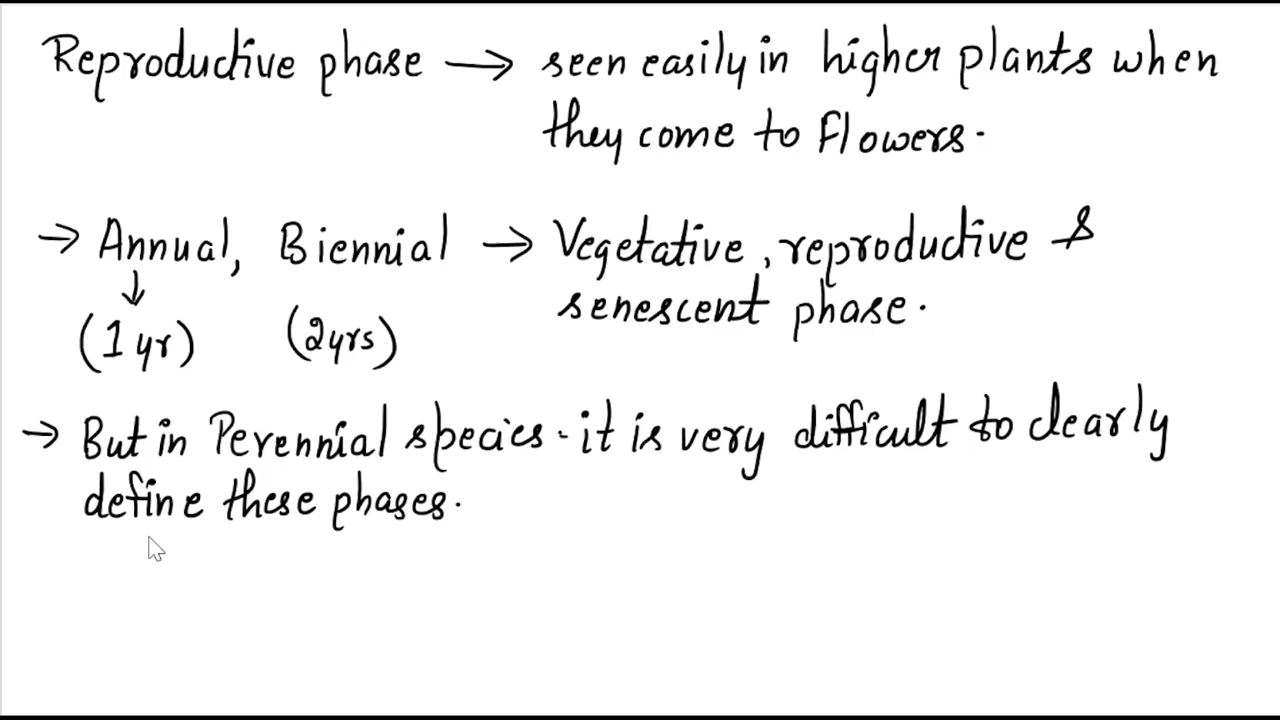 Reproductive phase → seen easily in higher plants when
they come to flowers.
→ Annual, Biennial → Vegetative, reproductive &
↓ senescent phase.
(1 yr) (2yrs)
→ But in Perennial species - it is very difficult to clearly
define these phases.